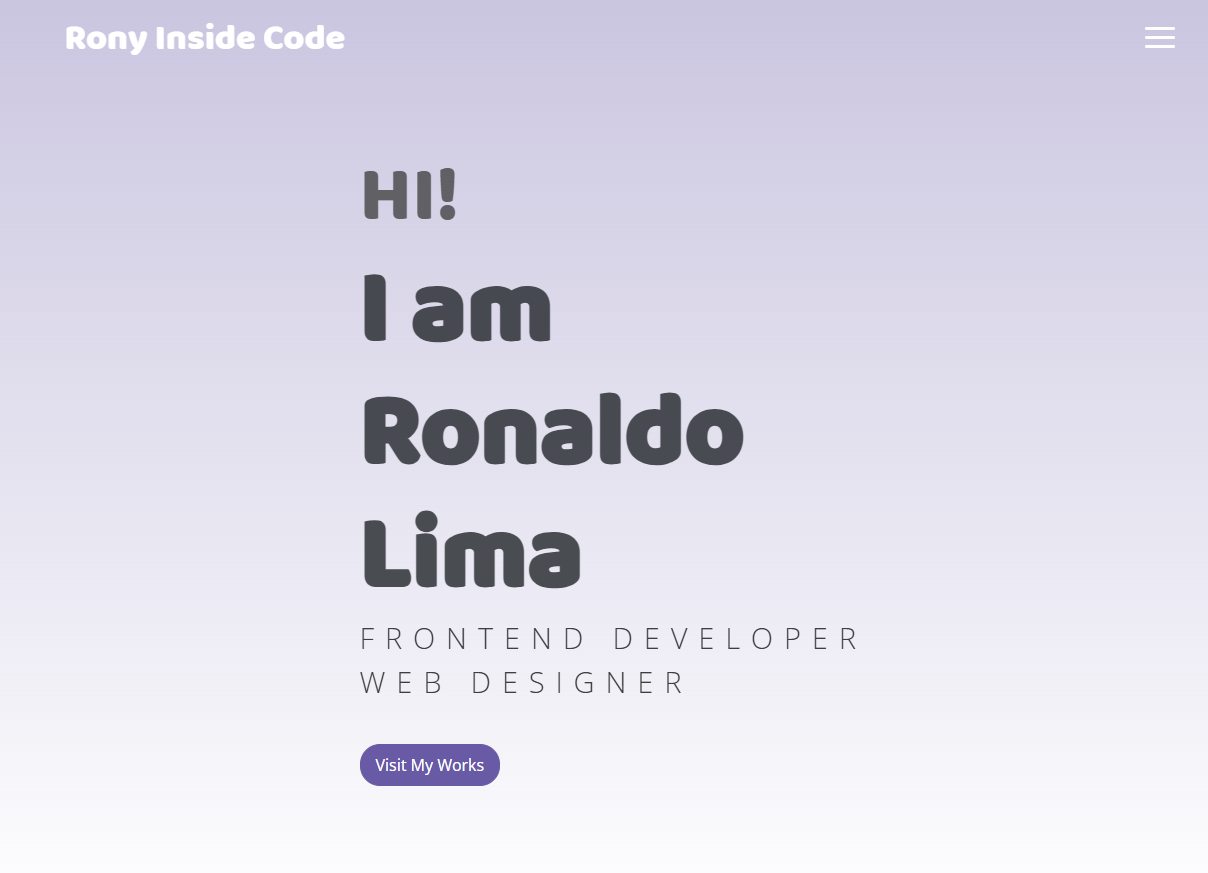 Rony Inside Code
HI!
I am
Ronaldo
Lima
FRONTEND DEVELOPER
WEB DESIGNER
Visit My Works